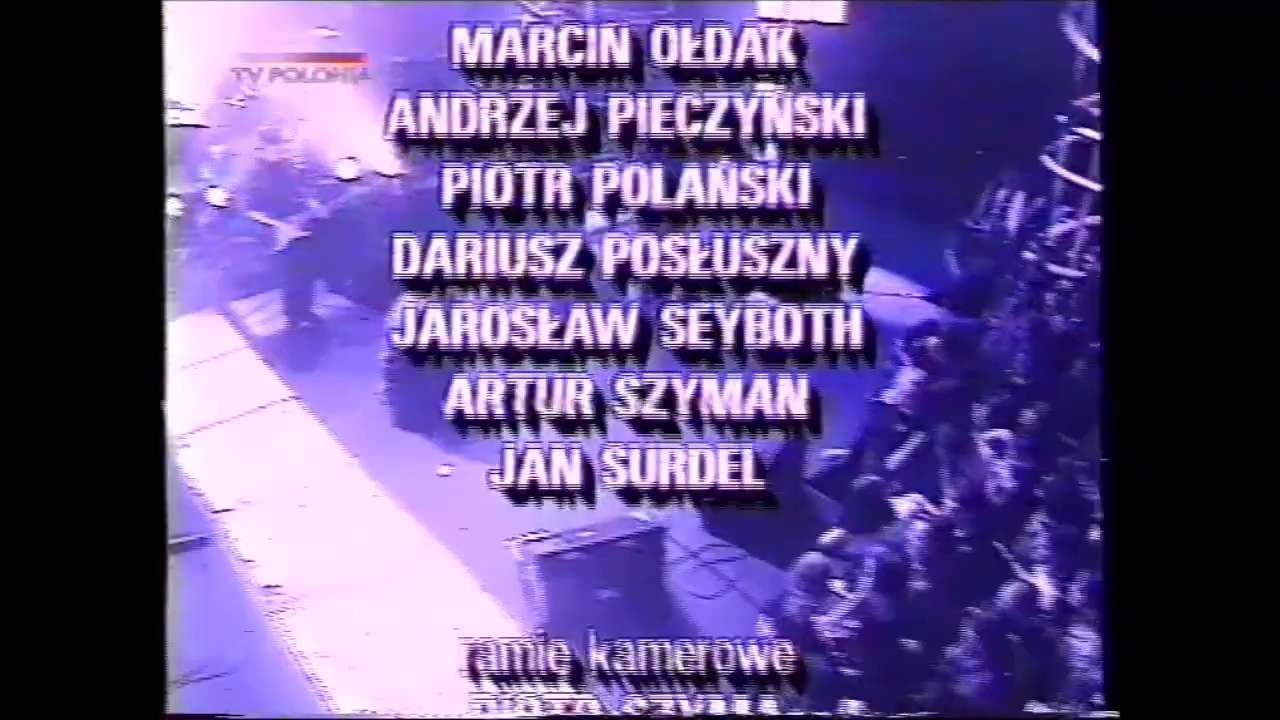 TV POLONIA
MARCIN OŁDAK
ANDRZEJ PIECZYŃSKI
PIOTR POLAŃSKI
DARIUSZ POSŁUSZNY
JAROSŁAW SEYBOTH
ARTUR SZYMAN
JAN SURDEL
ramię kamerowe